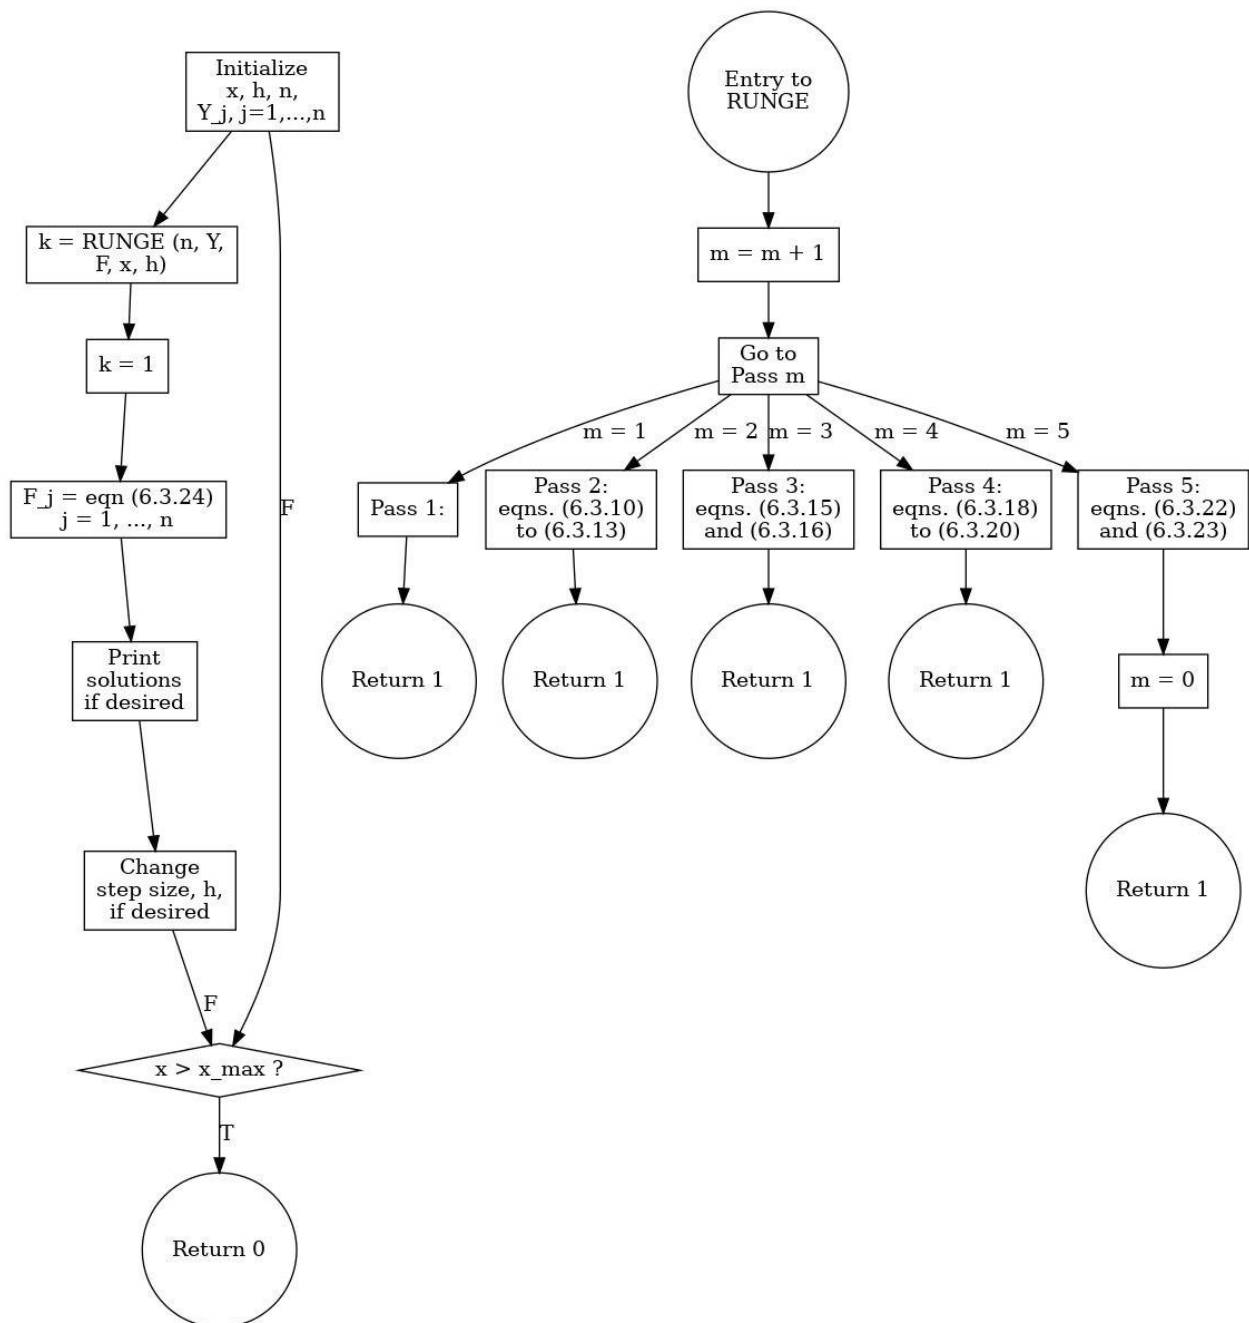 Initialize
x, h, n,
Y_j, j=1,...,n
k = RUNGE (n, Y,
F, x, h)
k = 1
F_j = eqn (6.3.24)
j = 1, ..., n
F
Print
solutions
if desired
Change
step size, h,
if desired
F
x > x_max ?
T
Return 0
Entry to
RUNGE
m = m + 1
Go to
Pass m
m = 1
m = 2
m = 3
m = 4
m = 5
Pass 1:
Pass 2:
eqns. (6.3.10)
to (6.3.13)
Pass 3:
eqns. (6.3.15)
and (6.3.16)
Pass 4:
eqns. (6.3.18)
to (6.3.20)
Pass 5:
eqns. (6.3.22)
and (6.3.23)
Return 1
Return 1
Return 1
Return 1
m = 0
Return 1